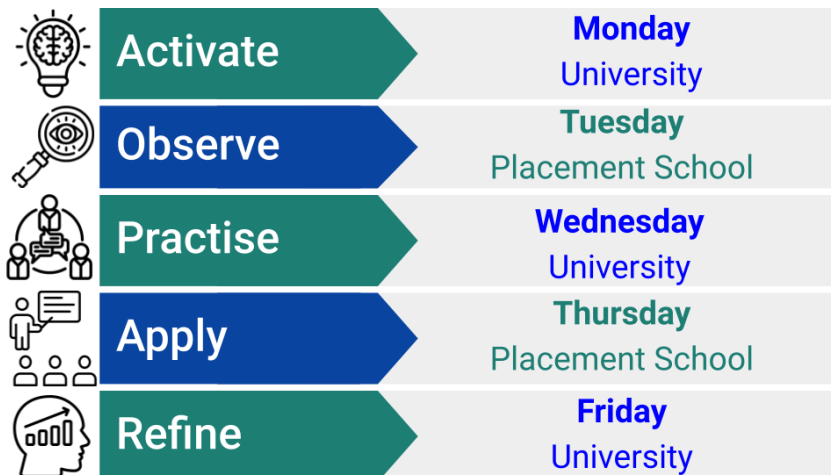 Activate
Monday
University
Observe
Tuesday
Placement School
Practise
Wednesday
University
Apply
Thursday
Placement School
Refine
Friday
University